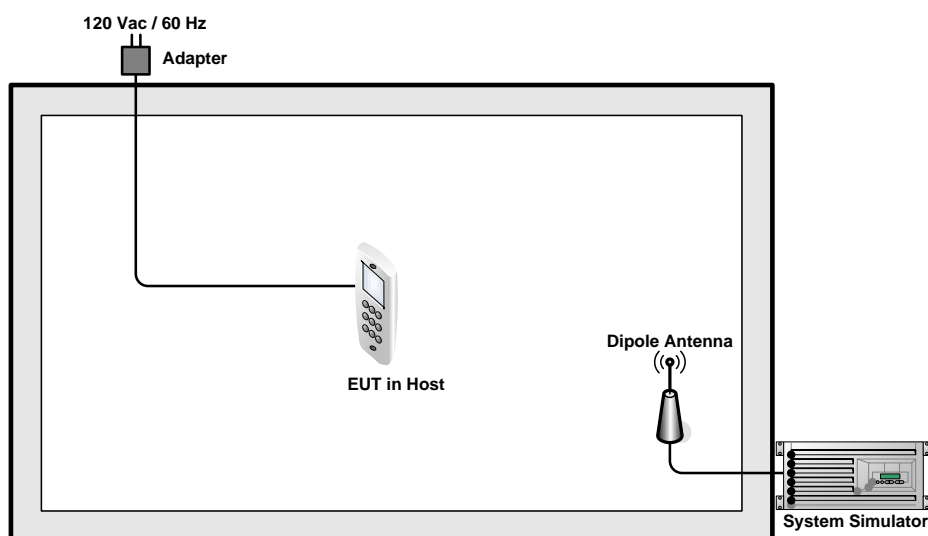 120 Vac / 60 Hz
Adapter
Dipole Antenna
EUT in Host
System Simulator